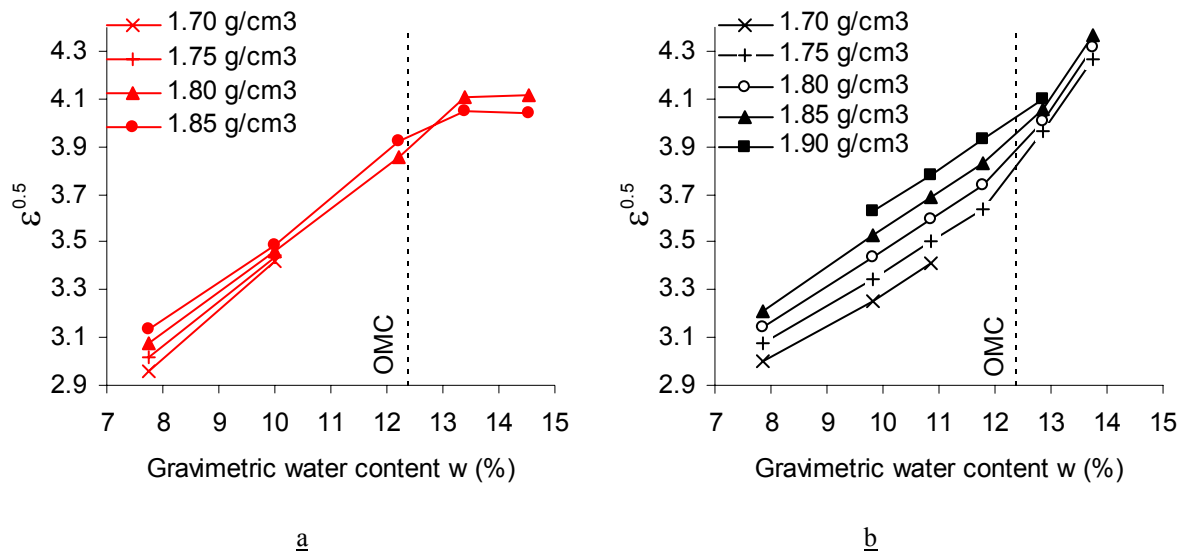 1.70 g/cm3
1.75 g/cm3
1.80 g/cm3
1.85 g/cm3
4.3
4.1
3.9
3.7
3.5
3.3
3.1
2.9
ε0.5
OMC
7 8 9 10 11 12 13 14 15
Gravimetric water content w (%)
a
1.70 g/cm3
1.75 g/cm3
1.80 g/cm3
1.85 g/cm3
1.90 g/cm3
4.3
4.1
3.9
3.7
3.5
3.3
3.1
2.9
ε0.5
OMC
7 8 9 10 11 12 13 14 15
Gravimetric water content w (%)
b